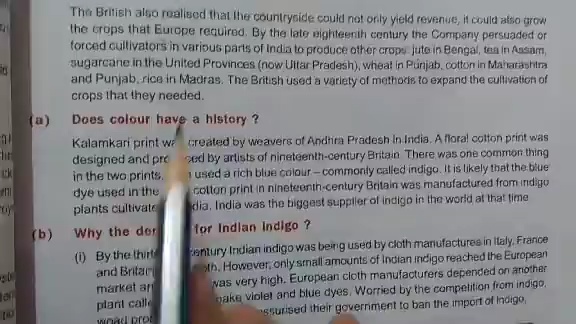 The British also realised that the countryside could not only yield revenue, it could also grow
the crops that Europe required. By the late eighteenth century the Company persuaded or
forced cultivators in various parts of India to produce other crops: jute in Bengal, tea in Assam,
sugarcane in the United Provinces (now Uttar Pradesh), wheat in Punjab, cotton in Maharashtra
and Punjab, rice in Madras. The British used a variety of methods to expand the cultivation of
crops that they needed.
(a) Does colour have a history ?
Kalamkari print created by weavers of Andhra Pradesh in India. A floral cotton print was
designed and by artists of nineteenth-century Britain. There was one common thing
in the two prints, used a rich blue colour – commonly called indigo. It is likely that the blue
dye used in the cotton print in nineteenth-century Britain was manufactured from indigo
plants India. India was the biggest supplier of indigo in the world at that time
(b) Why the for Indian indigo ?
(i) By the Indian indigo was being used by cloth manufactures in Italy, France
and However, only small amounts of Indian indigo reached the European
market was very high. European cloth manufacturers depended on another
plant make violet and blue dyes. Worried by the competition from indigo,
woad their government to ban the import of Indigo,